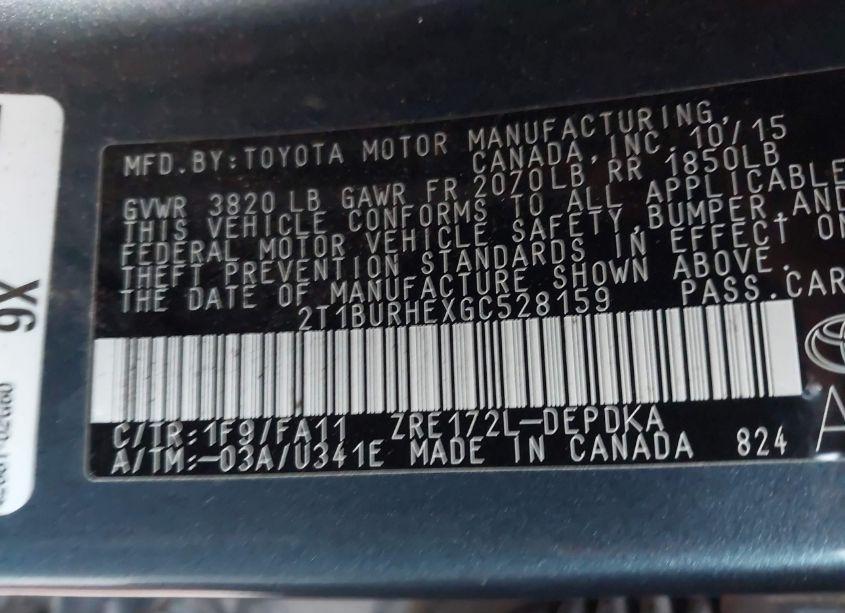 MFD.BY:TOYOTA MOTOR MANUFACTURING,
CANADA,INC. 10/15
GVWR 3820 LB GAWR FR 2070LB RR 1850LB
THIS VEHICLE CONFORMS TO ALL APPLICABLE
FEDERAL MOTOR VEHICLE SAFETY,BUMPER,AND
THEFT PREVENTION STANDARDS IN EFFECT ON
THE DATE OF MANUFACTURE SHOWN ABOVE.
2T1BURHEXGC528159 PASS.CAR
C/TR:1F9/FA11 ZRE172L-DEPDKA
A/TM:-03A/U341E MADE IN CANADA 824
A
9X